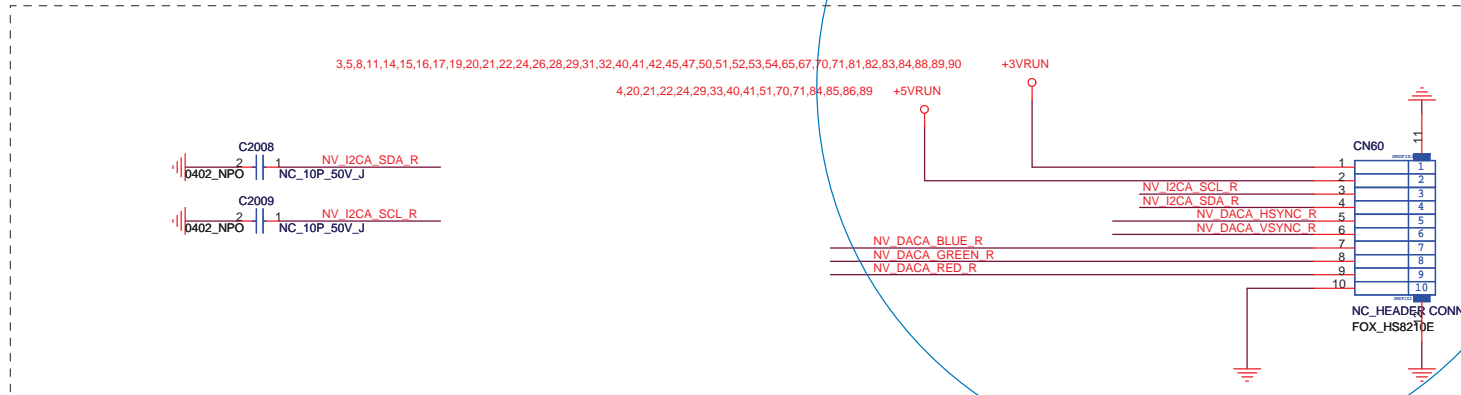 3,5,8,11,14,15,16,17,19,20,21,22,24,26,28,29,31,32,40,41,42,45,47,50,51,52,53,54,65,67,70,71,81,82,83,84,88,89,90 +3VRUN
4,20,21,22,24,29,33,40,41,51,70,71,84,85,86,89 +5VRUN
C2008
2 1 NV_I2CA_SDA_R
0402_NPO NC_10P_50V_J
C2009
2 1 NV_I2CA_SCL_R
0402_NPO NC_10P_50V_J
11
CN60
1 1
2 2
NV_I2CA_SCL_R 3 3
NV_I2CA_SDA_R 4 4
NV_DACA_HSYNC_R 5 5
NV_DACA_VSYNC_R 6 6
NV_DACA_BLUE_R 7 7
NV_DACA_GREEN_R 8 8
NV_DACA_RED_R 9 9
10 10
12
NC_HEADER CONN
FOX_HS8210E